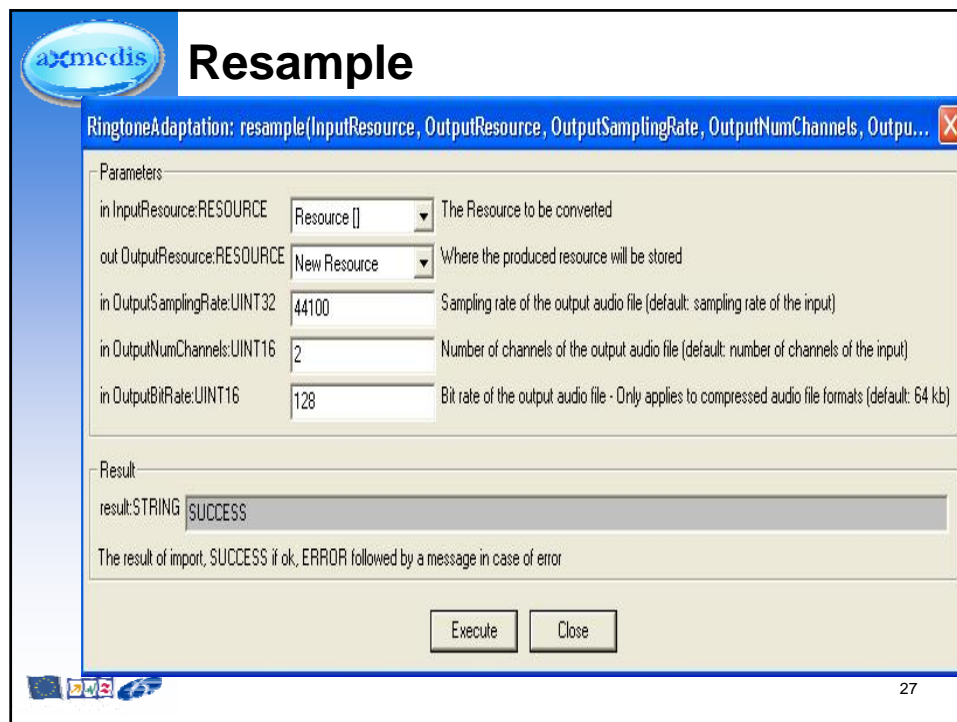 axmedis
Resample
RingtoneAdaptation: resample(InputResource, OutputResource, OutputSamplingRate, OutputNumChannels, Outpu...
Parameters
in InputResource:RESOURCE Resource [] The Resource to be converted
out OutputResource:RESOURCE New Resource Where the produced resource will be stored
in OutputSamplingRate:UINT32 44100 Sampling rate of the output audio file (default: sampling rate of the input)
in OutputNumChannels:UINT16 2 Number of channels of the output audio file (default: number of channels of the input)
in OutputBitRate:UINT16 128 Bit rate of the output audio file - Only applies to compressed audio file formats (default: 64 kb)
Result
result:STRING SUCCESS
The result of import, SUCCESS if ok, ERROR followed by a message in case of error
Execute Close
27